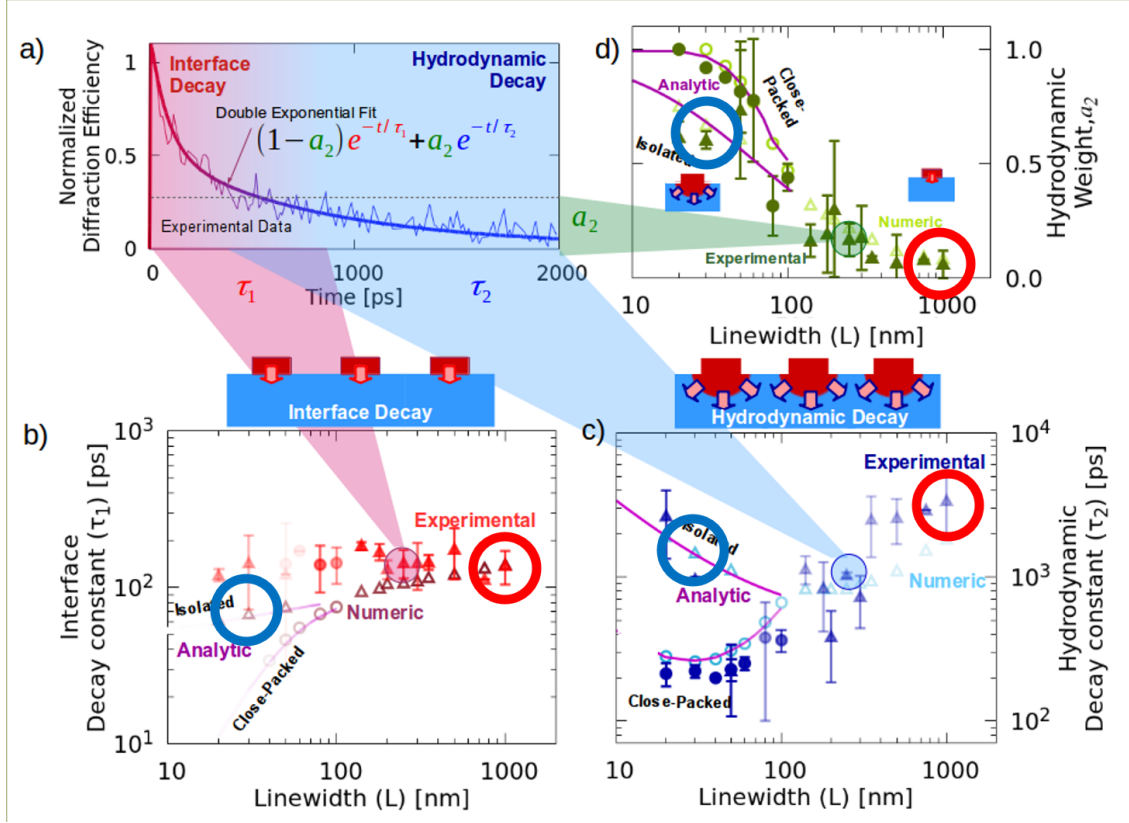 a)
Normalized
Diffraction Efficiency
1
0.5
0
Interface
Decay
Hydrodynamic
Decay
Double Exponential Fit
(1−a₂)e^{−t/τ₁}+a₂e^{−t/τ₂}
Experimental Data
0
1000
2000
τ₁
Time [ps]
τ₂
a₂
d)
Analytic
Close-
Packed
Isolated
Numeric
Experimental
1.0
0.5
0.0
Hydrodynamic
Weight,a₂
10
100
1000
Linewidth (L) [nm]
Interface Decay
Hydrodynamic Decay
b)
Interface
Decay constant (τ₁) [ps]
10³
10²
10¹
Experimental
Isolated
Numeric
Analytic
Close-Packed
10
100
1000
Linewidth (L) [nm]
c)
Experimental
Isolated
Analytic
Numeric
Close-Packed
10⁴
10³
10²
Hydrodynamic
Decay constant (τ₂) [ps]
10
100
1000
Linewidth (L) [nm]